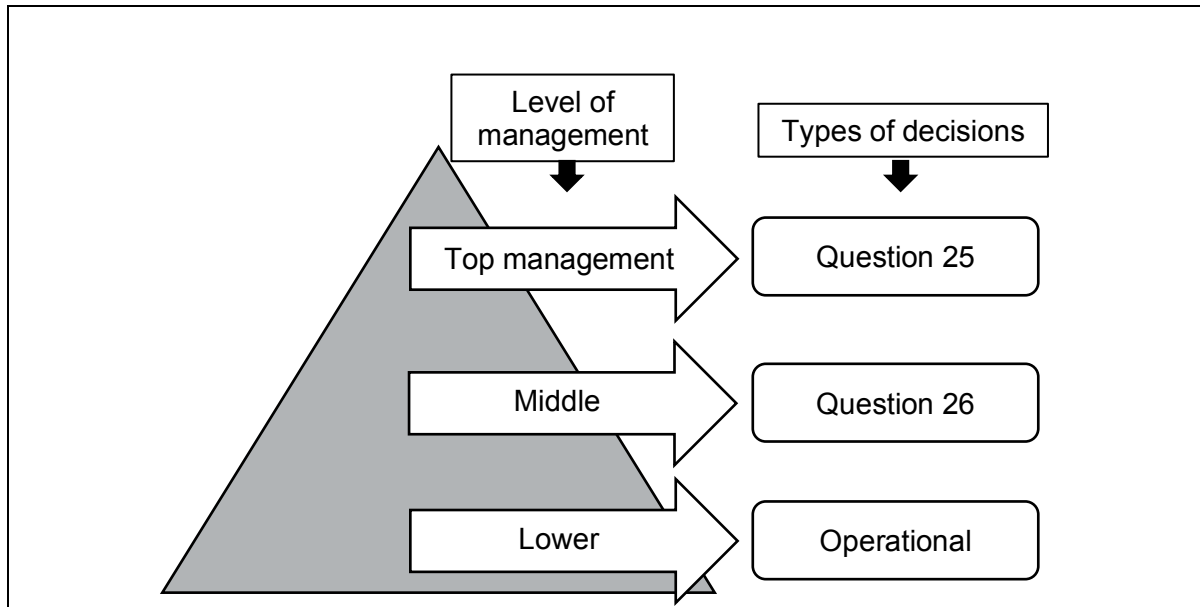 Level of
management
Types of decisions
Top management
Question 25
Middle
Question 26
Lower
Operational